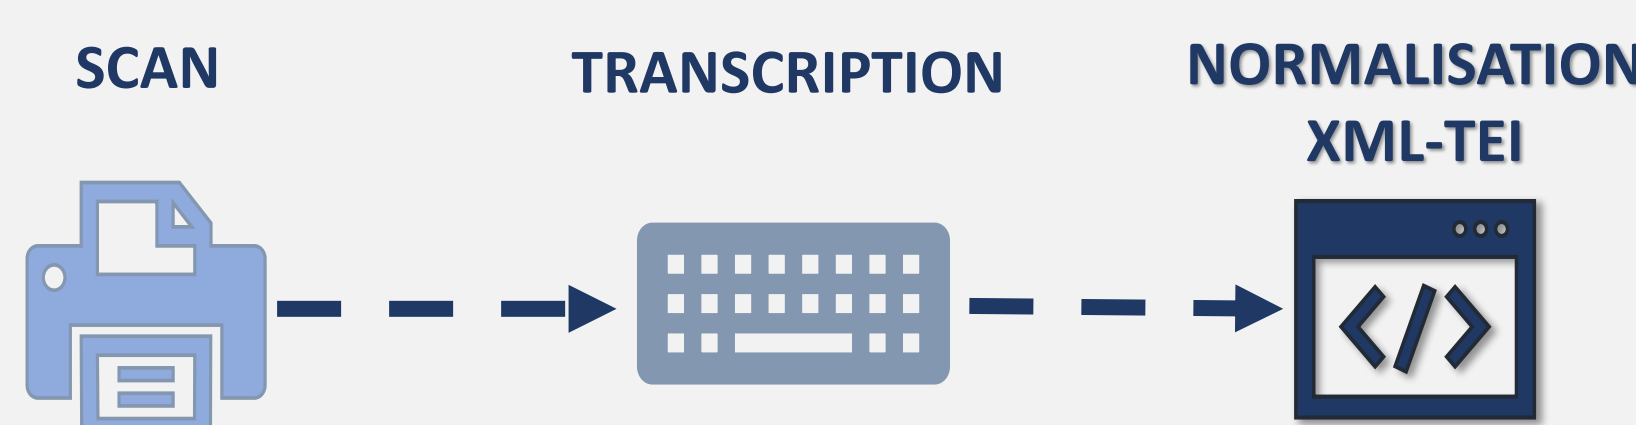 SCAN
TRANSCRIPTION
NORMALISATION
XML-TEI
</>